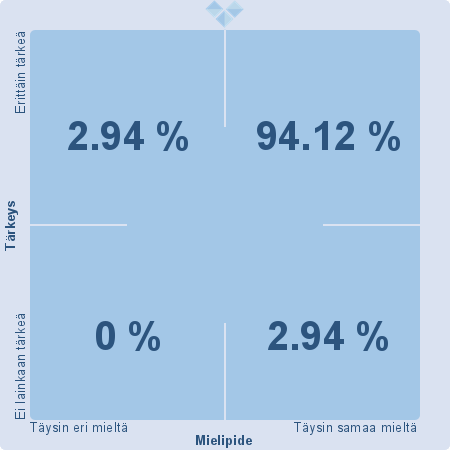 Erittäin tärkeä
2.94 %
94.12 %
Tärkeys
0 %
2.94 %
Ei lainkaan tärkeä
Täysin eri mieltä
Täysin samaa mieltä
Mielipide